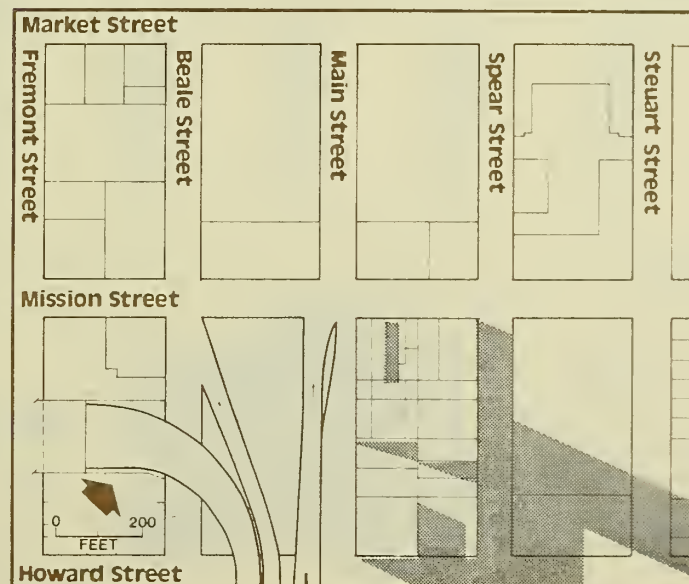 Market Street
Fremont Street
Beale Street
Main Street
Spear Street
Steuart Street
Mission Street
0 200
FEET
Howard Street